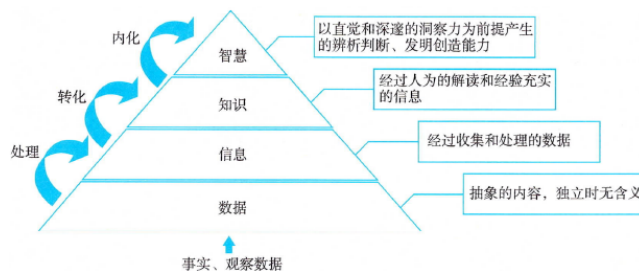 内化
智慧
以直觉和深邃的洞察力为前提产生
的辨析判断、发明创造能力
转化
知识
经过人为的解读和经验充实
的信息
处理
信息
经过收集和处理的数据
数据
抽象的内容，独立时无含义
事实、观察数据